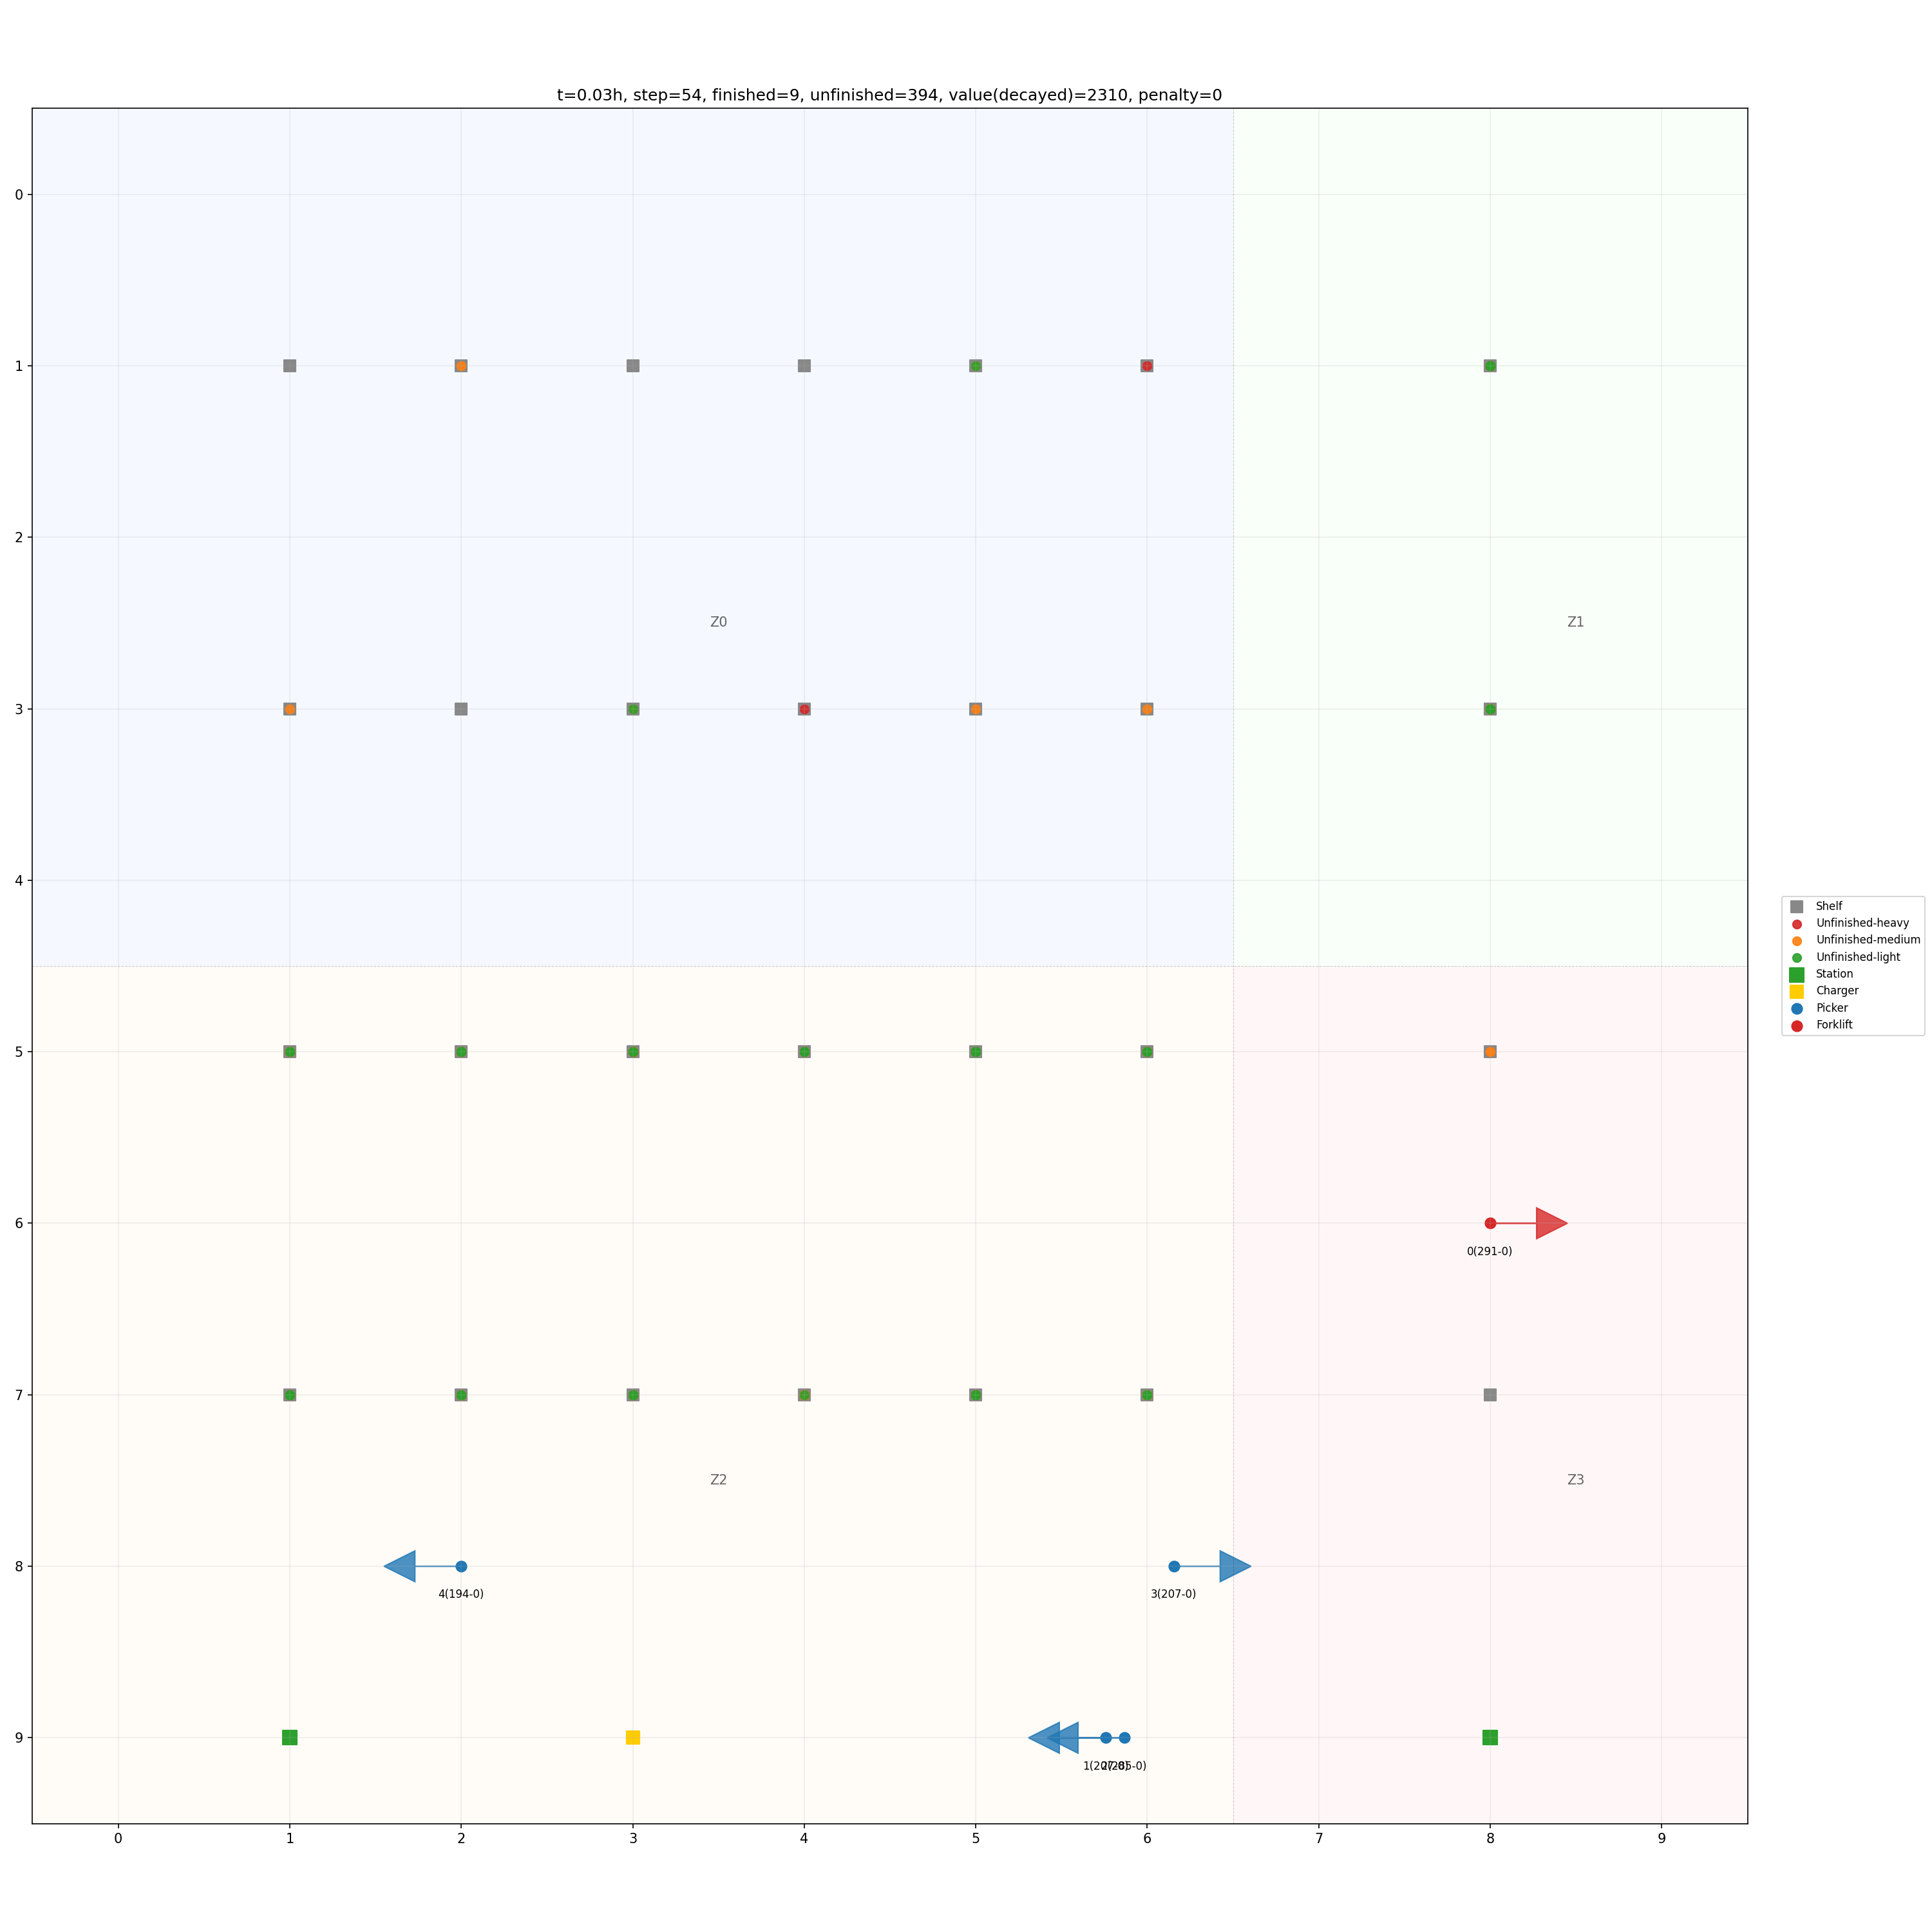 t=0.03h, step=54, finished=9, unfinished=394, value(decayed)=2310, penalty=0
0
1
2
Z0
Z1
3
4
Shelf
Unfinished-heavy
Unfinished-medium
Unfinished-light
Station
Charger
Picker
Forklift
5
6
0(291-0)
7
Z2
Z3
8
4(194-0)
3(207-0)
9
0
1
2
3
4
5
6
7
8
9